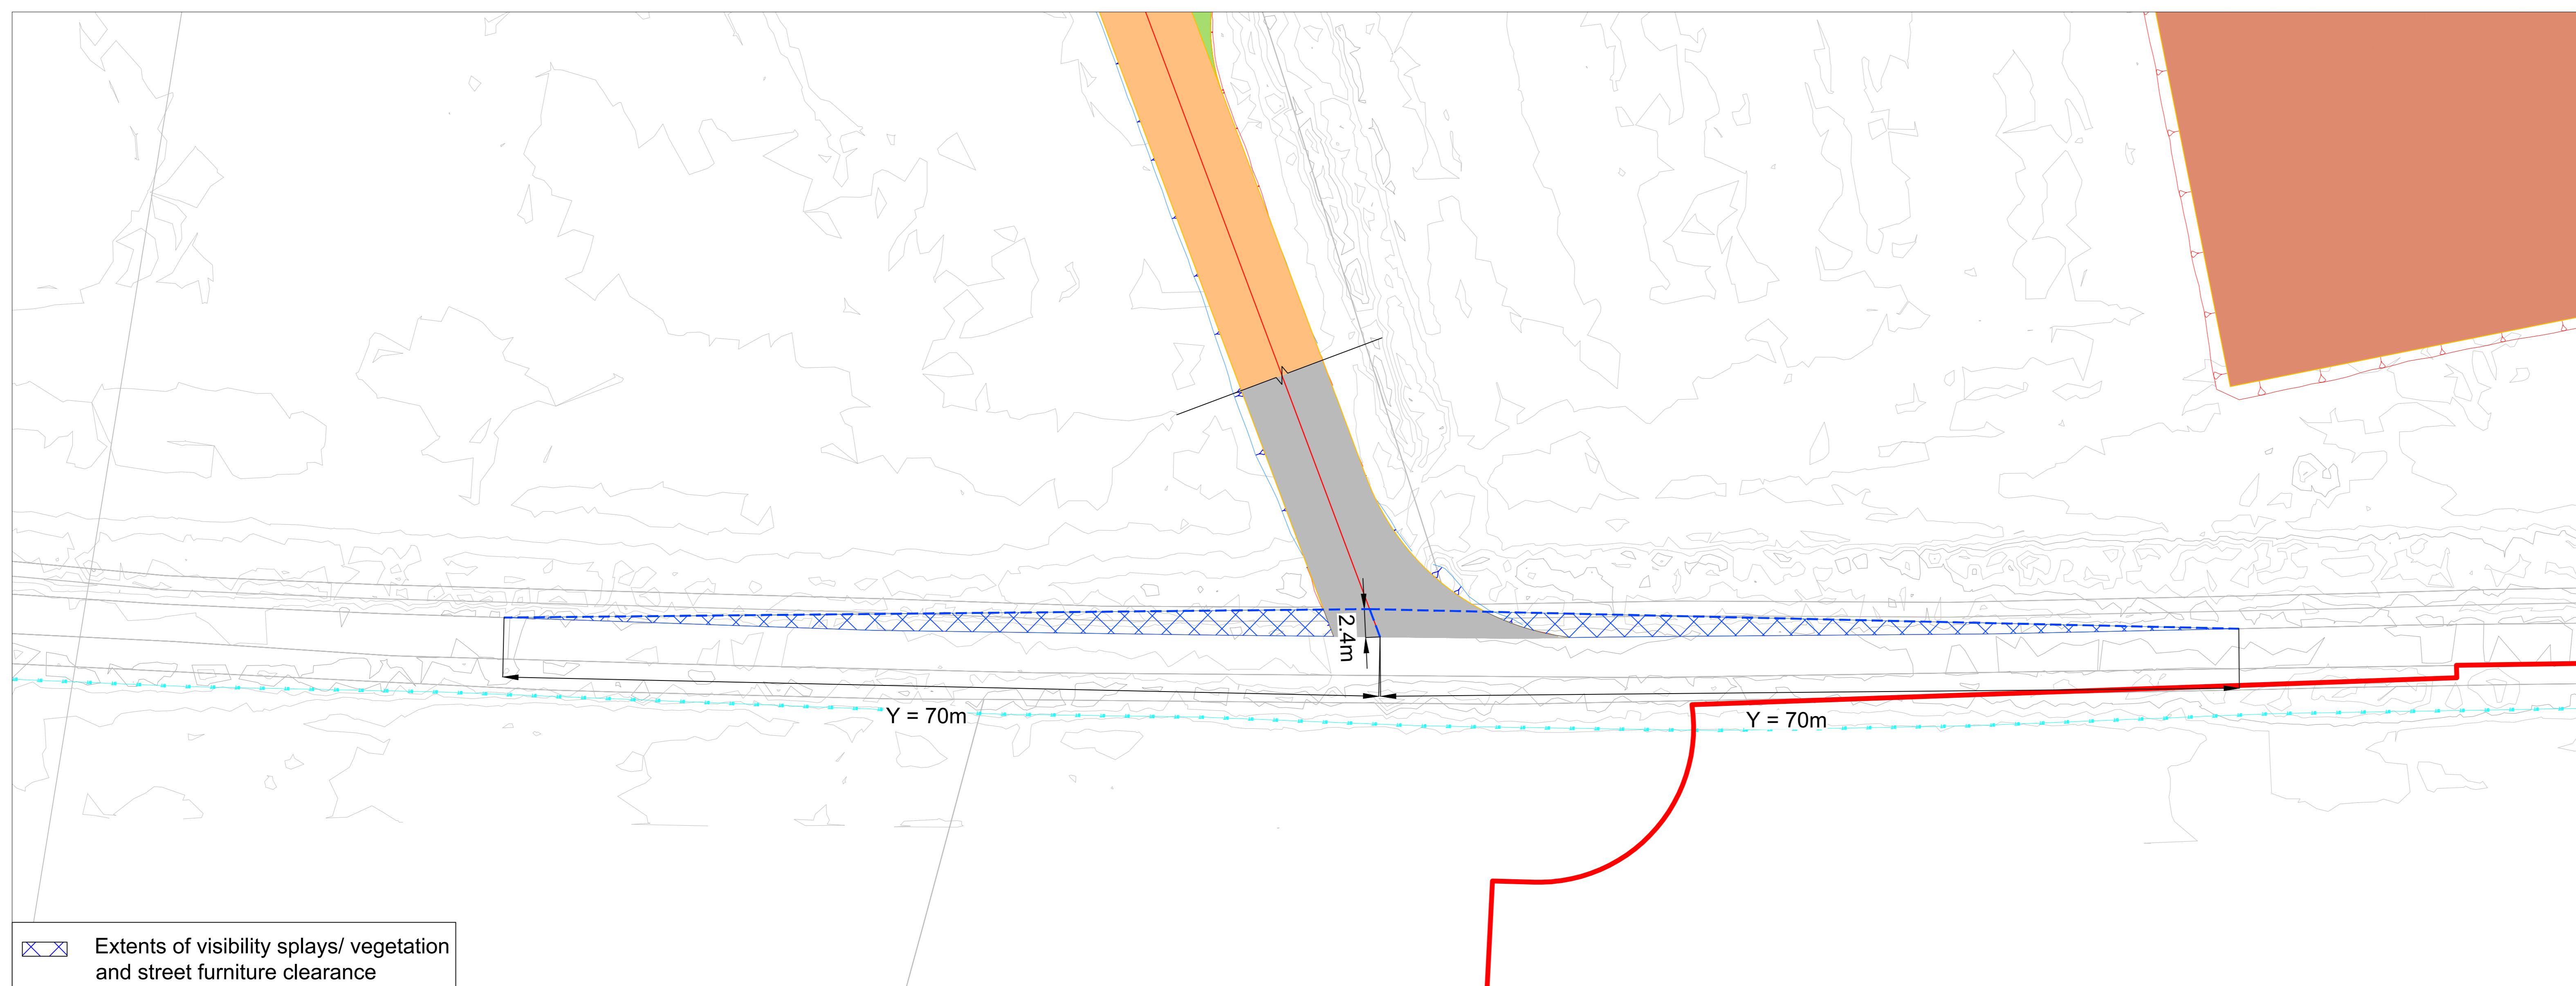 2.4m
Y = 70m
Y = 70m
Extents of visibility splays/ vegetation
and street furniture clearance